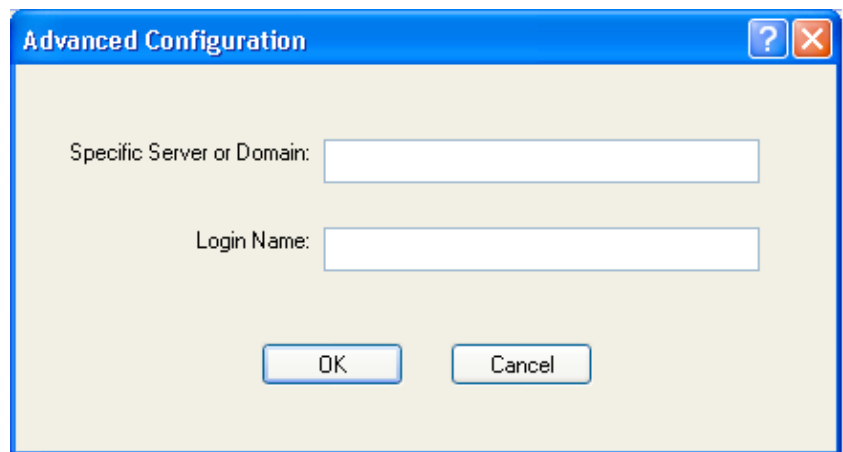 Advanced Configuration
?
Specific Server or Domain:
Login Name:
OK
Cancel